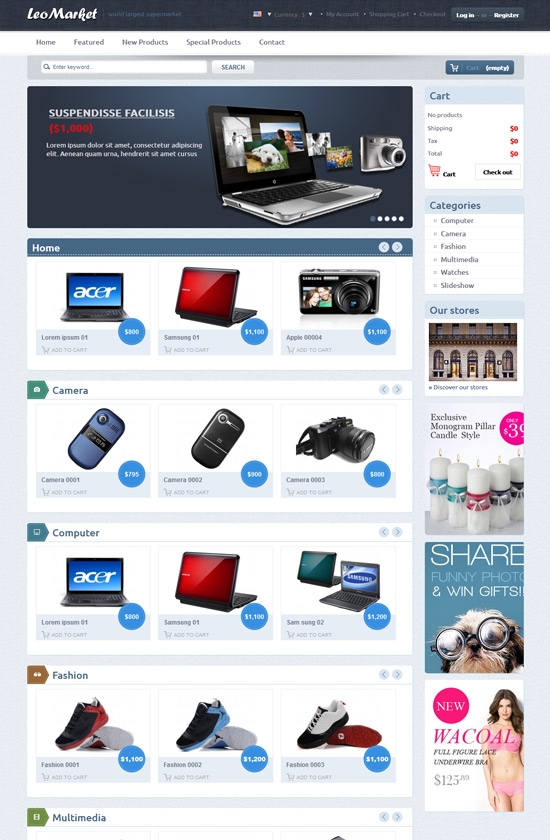 LeoMarket world largest supermarket
Currency : $ ▼ • My Account • Shopping Cart • Checkout Log in - or - Register
Home Featured New Products Special Products Contact
Enter keyword... SEARCH Cart: (empty)
SUSPENDISSE FACILISIS
($1,000)
Lorem ipsum dolor sit amet, consectetur adipiscing
elit. Aenean quam urna, hendrerit sit amet cursus
Home
acer
SAMSUNG
$800
$1,100
$1,100
Lorem ipsum 01 Samsung 01 Apple 00004
ADD TO CART ADD TO CART ADD TO CART
Camera
$795
$900
$800
Camera 0001 Camera 0002 Camera 0003
ADD TO CART ADD TO CART ADD TO CART
Computer
acer
SAMSUNG
$800
$1,100
$1,200
Lorem ipsum 01 Samsung 01 Sam sung 02
ADD TO CART ADD TO CART ADD TO CART
Fashion
$1,100
$1,200
$1,100
Fashion 0001 Fashion 0002 Fashion 0003
ADD TO CART ADD TO CART ADD TO CART
Multimedia
Cart
No products
Shipping $0
Tax $0
Total $0
Cart Check out
Categories
Computer
Camera
Fashion
Multimedia
Watches
Slideshow
Our stores
» Discover our stores
Exclusive
Monogram Pillar
Candle Style
ONLY
$39
SHARE
FUNNY PHOTO
& WIN GIFTS!!
NEW
WACOAL
FULL FIGURE LACE
UNDERWIRE BRA
$125.89